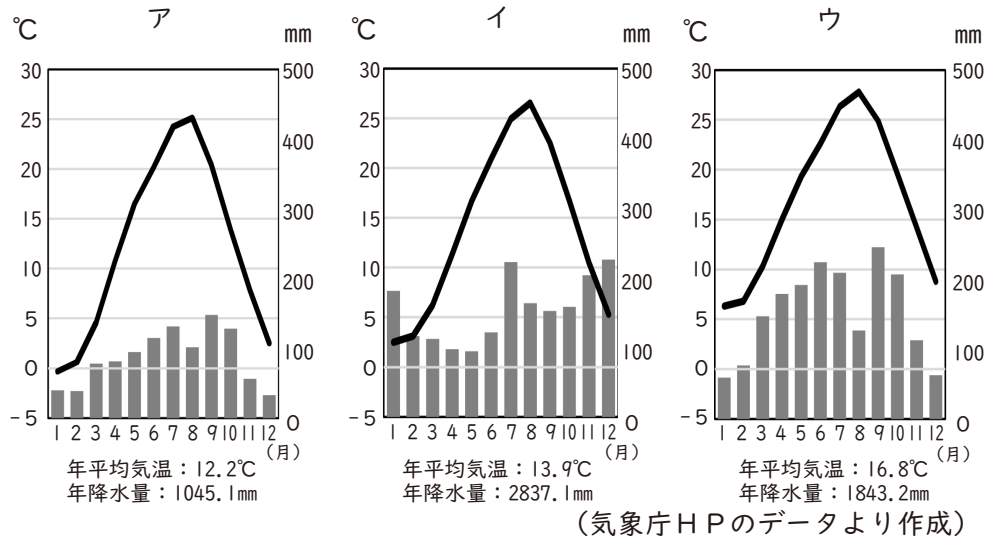 ア
℃ mm
30 500
25
400
20
15 300
10 200
5
100
0
-5 0
1 2 3 4 5 6 7 8 9 10 11 12
(月)
年平均気温：12.2℃
年降水量：1045.1mm
イ
℃ mm
30 500
25
400
20
15 300
10 200
5
100
0
-5 0
1 2 3 4 5 6 7 8 9 10 11 12
(月)
年平均気温：13.9℃
年降水量：2837.1mm
ウ
℃ mm
30 500
25
400
20
15 300
10 200
5
100
0
-5 0
1 2 3 4 5 6 7 8 9 10 11 12
(月)
年平均気温：16.8℃
年降水量：1843.2mm
（気象庁ＨＰのデータより作成）